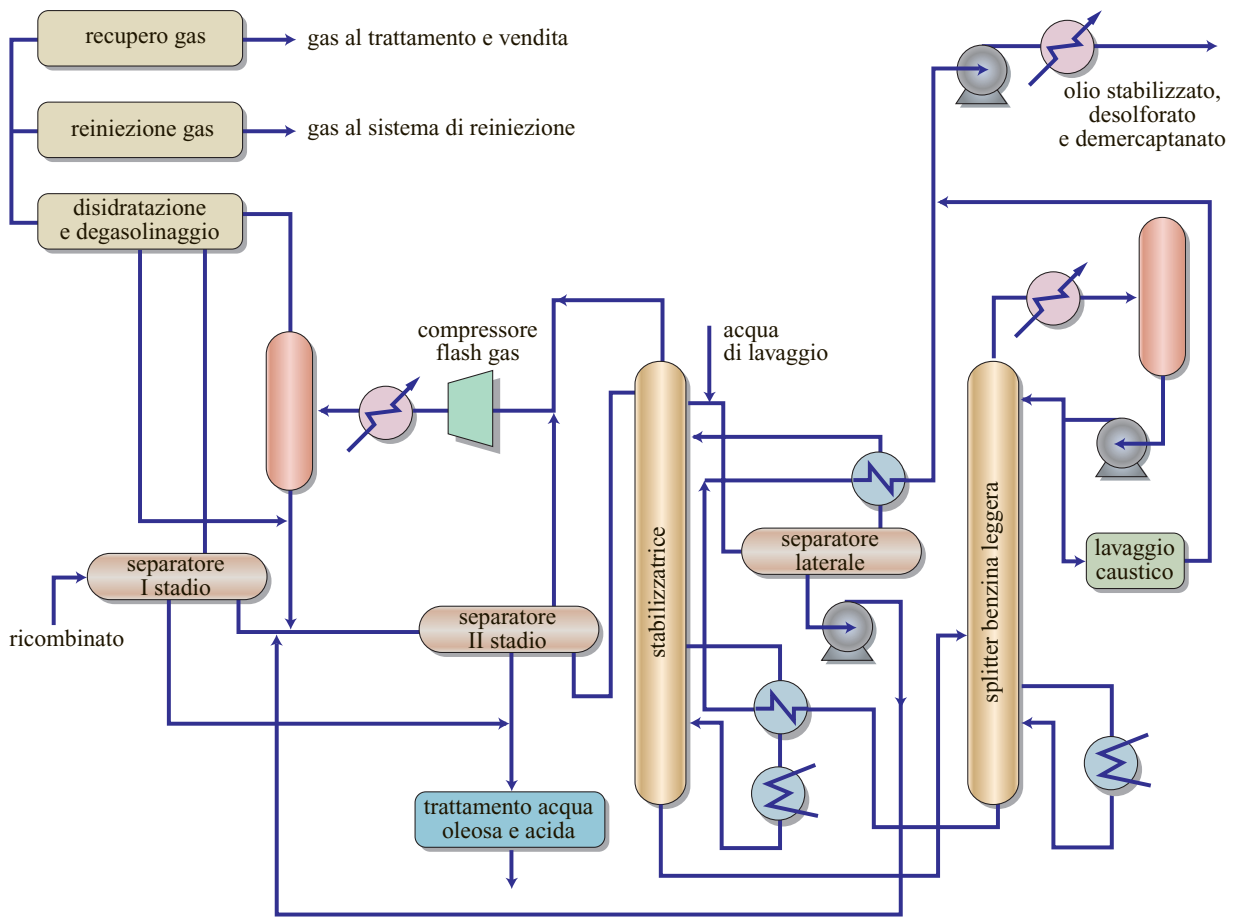 recupero gas
gas al trattamento e vendita
reiniezione gas
gas al sistema di reiniezione
disidratazione
e degasolinaggio
olio stabilizzato,
desolforato
e demercaptanato
compressore
flash gas
acqua
di lavaggio
separatore
I stadio
ricombinato
separatore
II stadio
stabilizzatrice
separatore
laterale
splitter benzina leggera
lavaggio
caustico
trattamento acqua
oleosa e acida